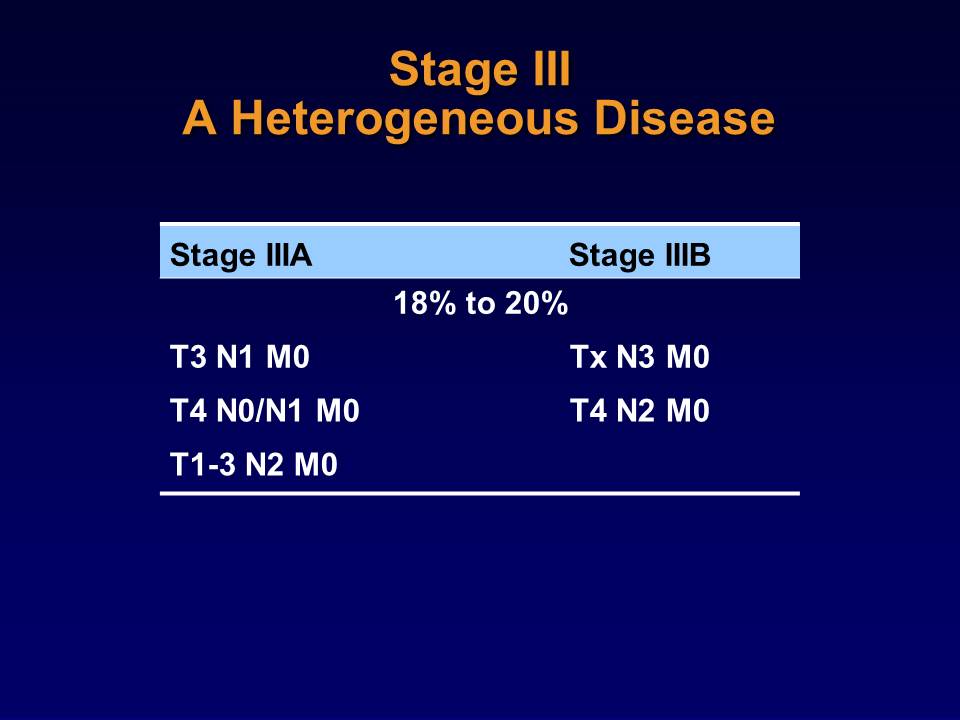 Stage III
A Heterogeneous Disease
Stage IIIA Stage IIIB
18% to 20%
T3 N1 M0 Tx N3 M0
T4 N0/N1 M0 T4 N2 M0
T1-3 N2 M0